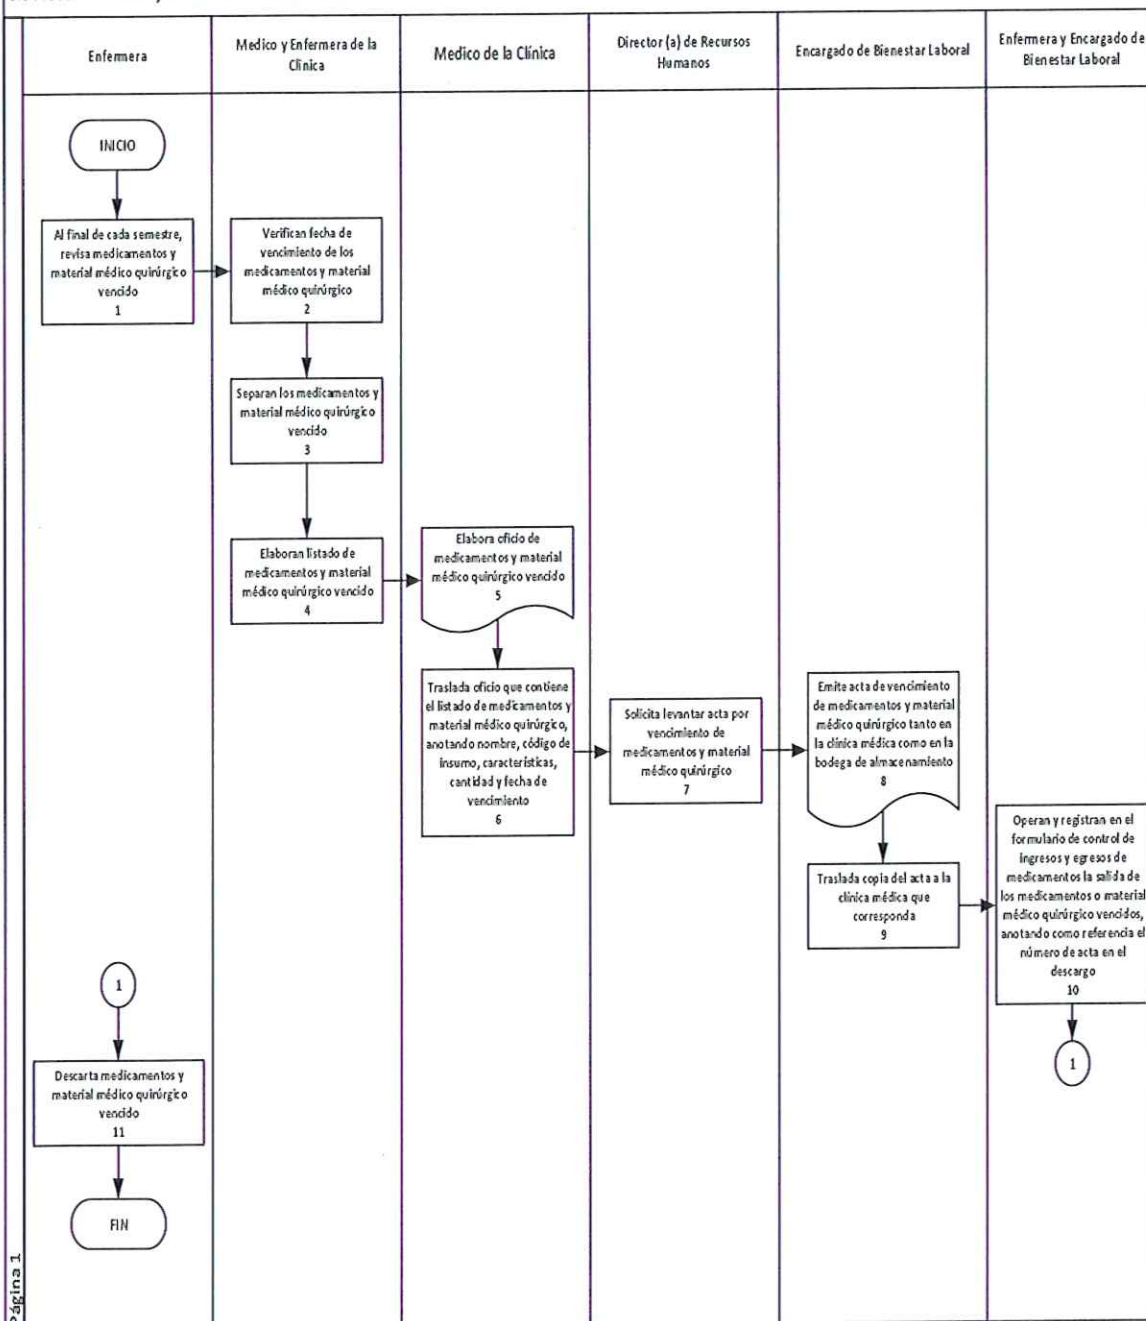 Enfermera
Medico y Enfermera de la
Clinica
Medico de la Clínica
Director (a) de Recursos
Humanos
Encargado de Bienestar Laboral
Enfermera y Encargado de
Bienestar Laboral
INICIO
Al final de cada semestre,
revisa medicamentos y
material médico quirúrgico
vencido
1
Verifican fecha de
vencimiento de los
medicamentos y material
médico quirúrgico
2
Separan los medicamentos y
material médico quirúrgico
vencido
3
Elaboran listado de
medicamentos y material
médico quirúrgico vencido
4
Elabora oficio de
medicamentos y material
médico quirúrgico vencido
5
Traslada oficio que contiene
el listado de medicamentos y
material médico quirúrgico,
anotando nombre, código de
insumo, características,
cantidad y fecha de
vencimiento
6
Solicita levantar acta por
vencimiento de
medicamentos y material
médico quirúrgico
7
Emite acta de vencimiento
de medicamentos y material
médico quirúrgico tanto en
la clínica médica como en la
bodega de almacenamiento
8
Traslada copia del acta a la
clínica médica que
corresponda
9
Operan y registran en el
formulario de control de
ingresos y egresos de
medicamentos la salida de
los medicamentos o material
médico quirúrgico vencidos,
anotando como referencia el
número de acta en el
descargo
10
1
1
Descarta medicamentos y
material médico quirúrgico
vencido
11
FIN
Página 1